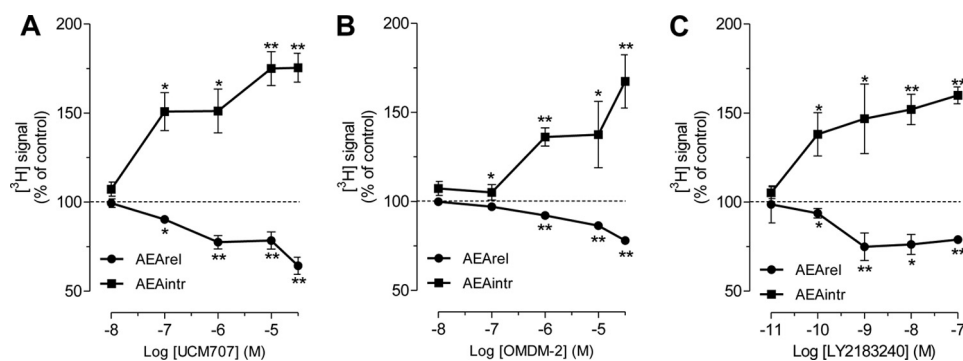 A
200
150
100
50
[³H] signal
(% of control)
*
*
**
**
*
**
**
**
AEArel
AEAintr
-8
-7
-6
-5
Log [UCM707] (M)
B
200
150
100
50
[³H] signal
(% of control)
*
**
*
**
**
**
**
AEArel
AEAintr
-8
-7
-6
-5
Log [OMDM-2] (M)
C
200
150
100
50
[³H] signal
(% of control)
*
*
**
**
*
**
*
**
AEArel
AEAintr
-11
-10
-9
-8
-7
Log [LY2183240] (M)